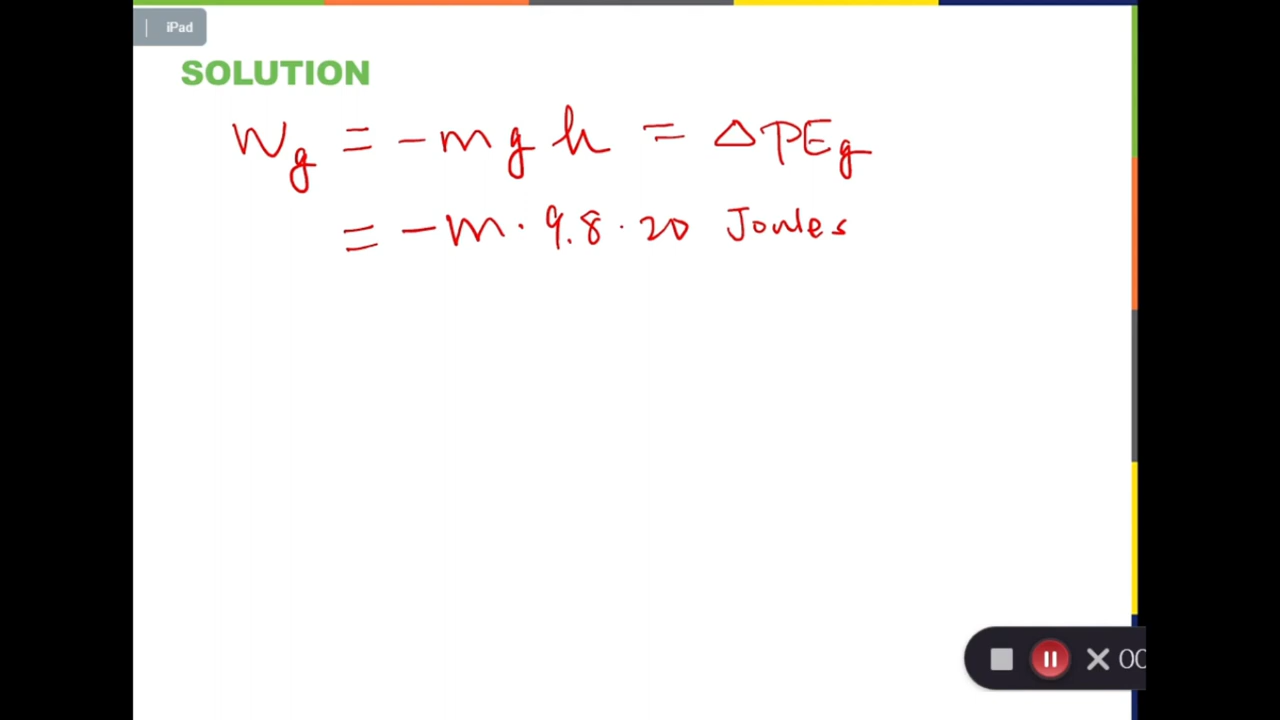 iPad
SOLUTION
Wg = -mgh = ΔPEg
= -m · 9.8 · 20 Joules
00